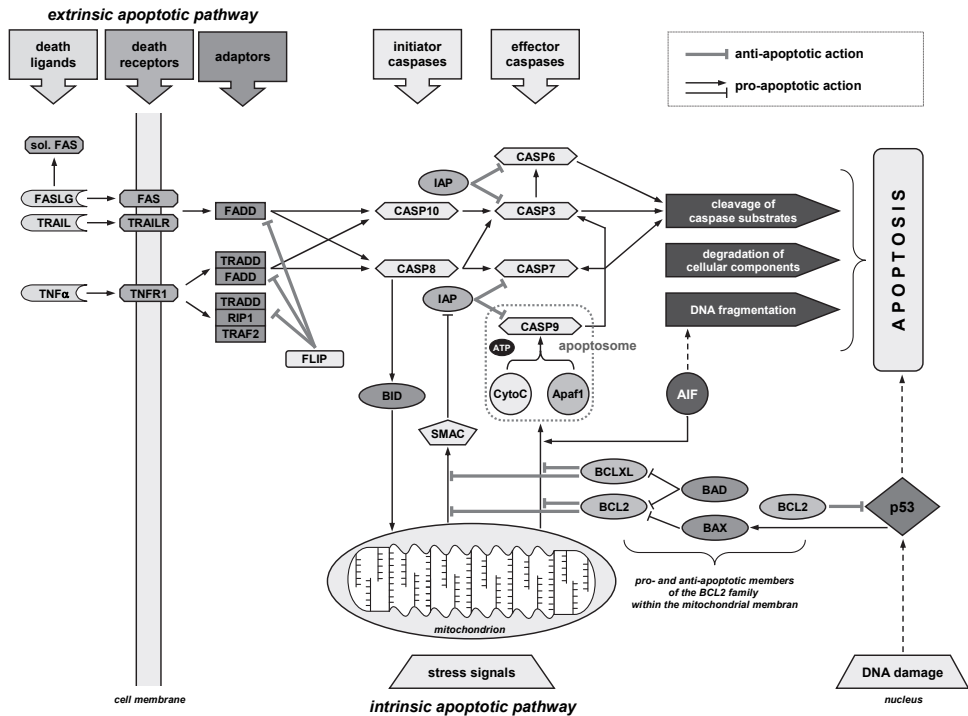 extrinsic apoptotic pathway
death
ligands
death
receptors
adaptors
initiator
caspases
effector
caspases
anti-apoptotic action
pro-apoptotic action
sol. FAS
FASLG
FAS
TRAIL
TRAILR
FADD
TNFα
TNFR1
TRADD
FADD
TRADD
RIP1
TRAF2
FLIP
IAP
CASP10
CASP8
IAP
CASP6
CASP3
CASP7
CASP9
ATP
apoptosome
CytoC
Apaf1
BID
SMAC
cleavage of
caspase substrates
degradation
of cellular components
DNA fragmentation
AIF
APOPTOSIS
BCLXL
BCL2
BAD
BAX
BCL2
p53
pro- and anti-apoptotic members
of the BCL2 family
within the mitochondrial membran
mitochondrion
stress signals
DNA damage
cell membrane
nucleus
intrinsic apoptotic pathway